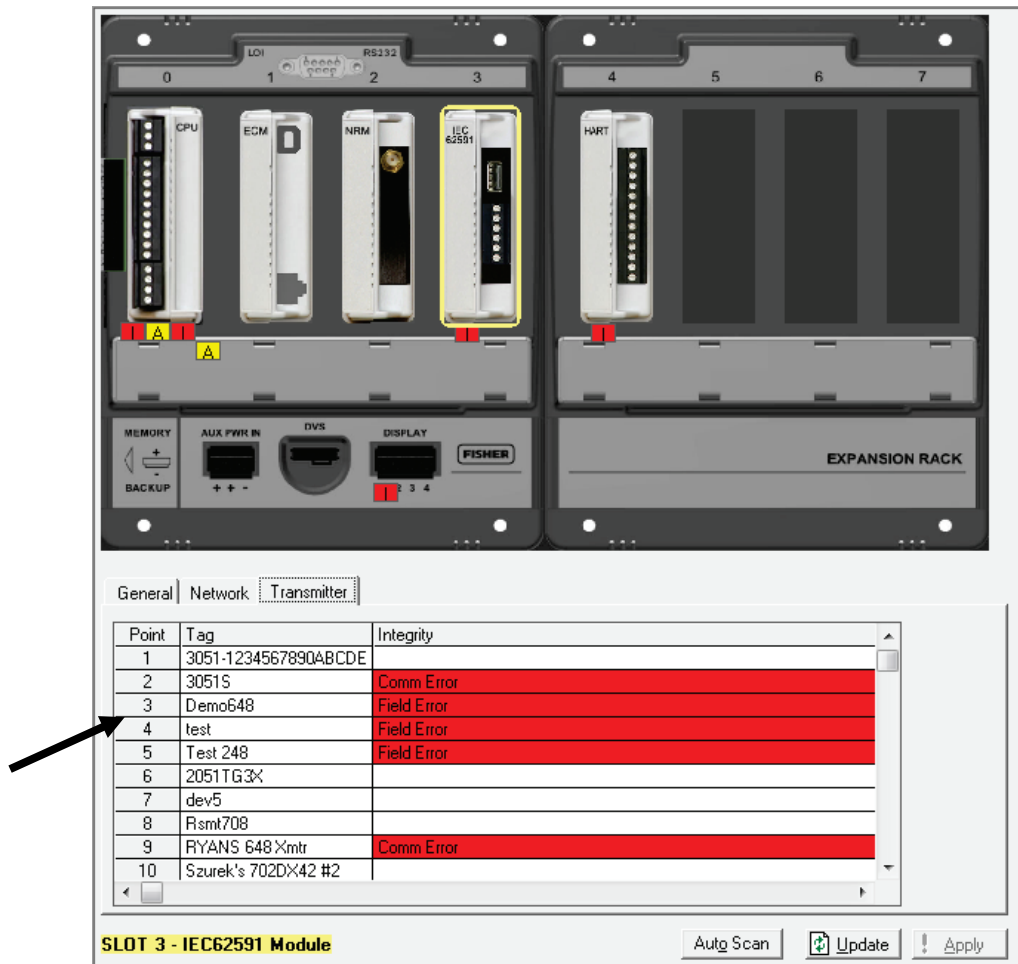 LOI RS232
0 1 2 3 4 5 6 7
CPU ECM D NRM IEC HART
62591
I A I I I
A
MEMORY AUX PWR IN DVS DISPLAY FISHER
+
-
BACKUP + + - I 2 3 4
EXPANSION RACK
General Network Transmitter
Point Tag Integrity
1 3051-1234567890ABCDE
2 3051S Comm Error
3 Demo648 Field Error
4 test Field Error
5 Test 248 Field Error
6 2051TG3X
7 dev5
8 Rsmt708
9 RYANS 648 Xmtr Comm Error
10 Szurek's 702DX42 #2
SLOT 3 - IEC62591 Module Auto Scan Update ! Apply